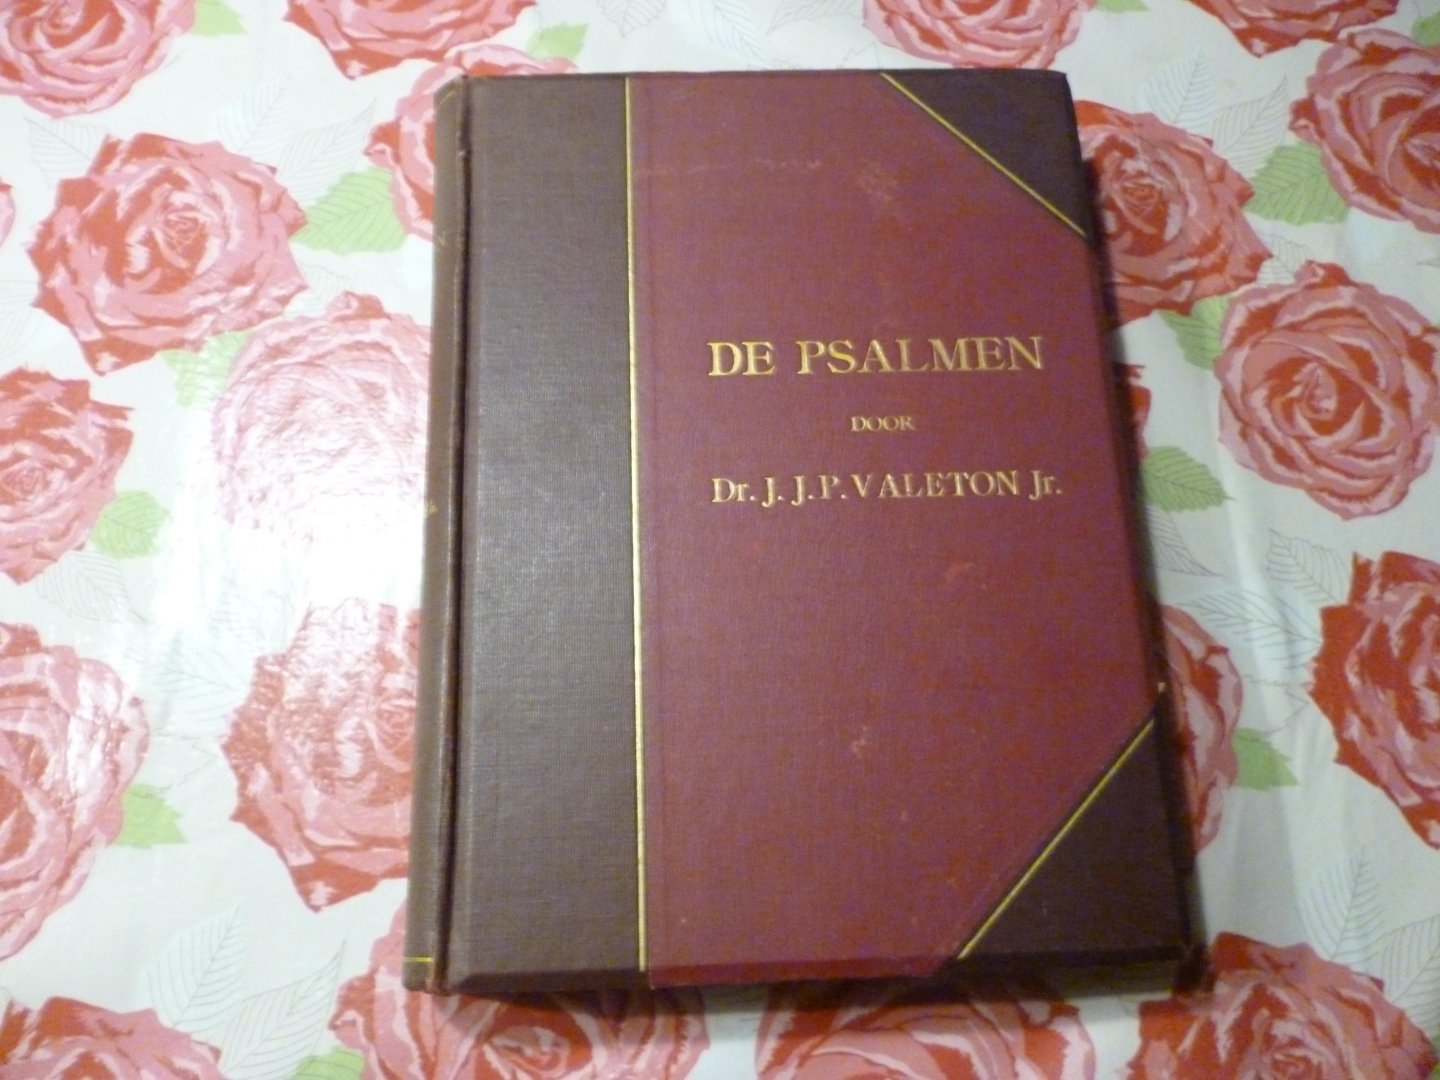 DE PSALMEN
DOOR
Dr. J. J. P. VALETON Jr.